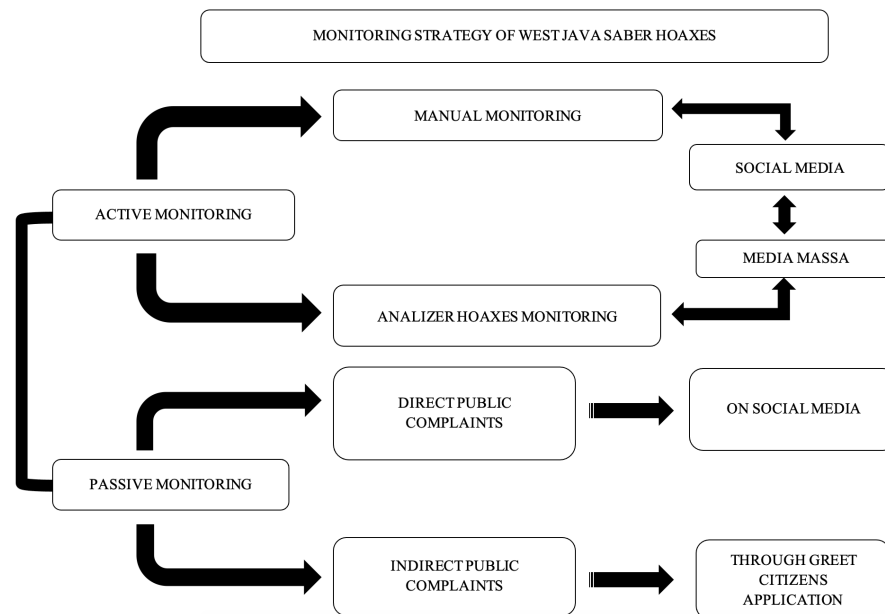 MONITORING STRATEGY OF WEST JAVA SABER HOAXES
MANUAL MONITORING
SOCIAL MEDIA
ACTIVE MONITORING
MEDIA MASSA
ANALIZER HOAXES MONITORING
DIRECT PUBLIC
COMPLAINTS
ON SOCIAL MEDIA
PASSIVE MONITORING
INDIRECT PUBLIC
COMPLAINTS
THROUGH GREET
CITIZENS
APPLICATION